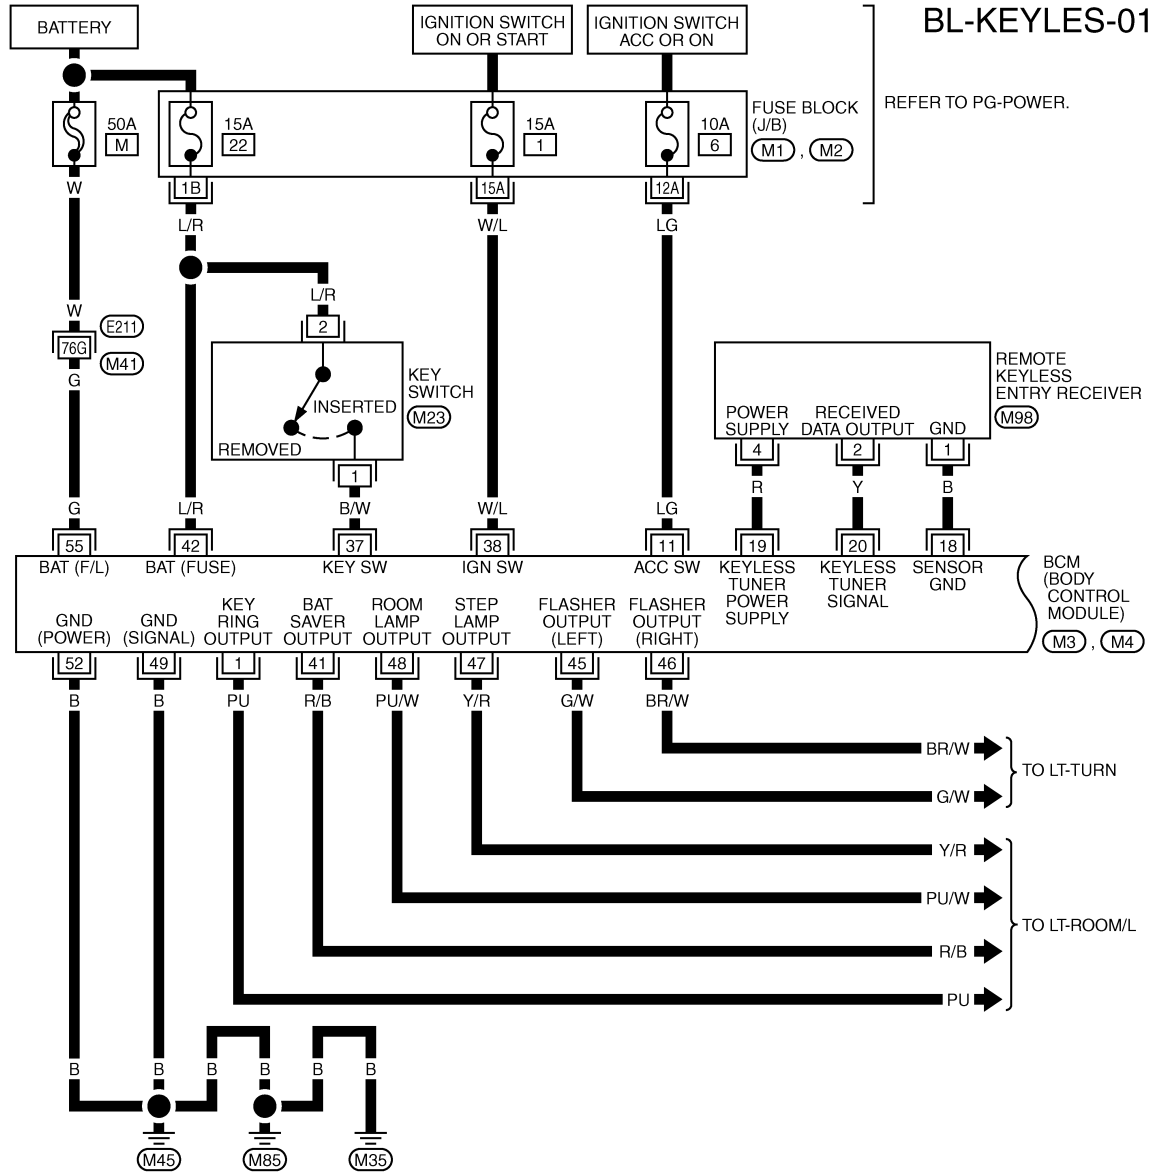 BL-KEYLES-01
BATTERY
IGNITION SWITCH
ON OR START
IGNITION SWITCH
ACC OR ON
REFER TO PG-POWER.
50A
M
15A
22
15A
1
10A
6
FUSE BLOCK
(J/B)
M1 , M2
1B
15A
12A
W
L/R
W/L
LG
L/R
W
E211
76G
M41
G
2
KEY
SWITCH
M23
INSERTED
REMOVED
1
B/W
REMOTE
KEYLESS
ENTRY RECEIVER
M98
POWER
SUPPLY
RECEIVED
DATA OUTPUT
GND
4
2
1
R
Y
B
G
L/R
W/L
LG
55
42
37
38
11
19
20
18
BAT (F/L)
BAT (FUSE)
KEY SW
IGN SW
ACC SW
KEYLESS
TUNER
POWER
SUPPLY
KEYLESS
TUNER
SIGNAL
SENSOR
GND
BCM
(BODY
CONTROL
MODULE)
M3 , M4
GND
(POWER)
GND
(SIGNAL)
KEY
RING
OUTPUT
BAT
SAVER
OUTPUT
ROOM
LAMP
OUTPUT
STEP
LAMP
OUTPUT
FLASHER
OUTPUT
(LEFT)
FLASHER
OUTPUT
(RIGHT)
52
49
1
41
48
47
45
46
B
B
PU
R/B
PU/W
Y/R
G/W
BR/W
BR/W
G/W
TO LT-TURN
Y/R
PU/W
R/B
PU
TO LT-ROOM/L
B
B
B
B
B
B
M45
M85
M35